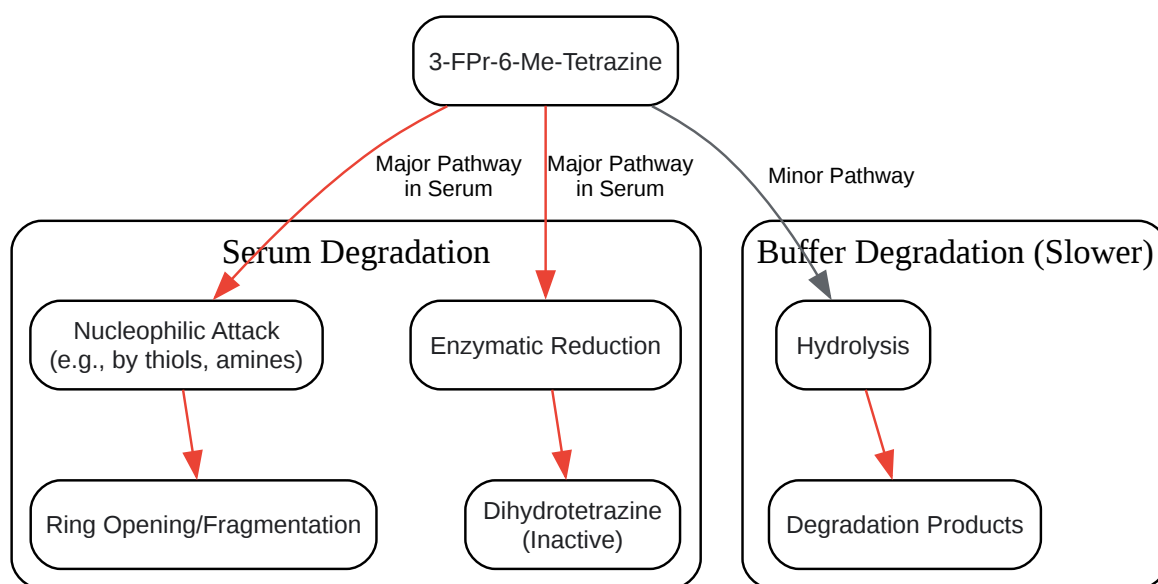 3-FPr-6-Me-Tetrazine
Major Pathway
in Serum
Major Pathway
in Serum
Minor Pathway
Serum Degradation
Buffer Degradation (Slower)
Nucleophilic Attack
(e.g., by thiols, amines)
Enzymatic Reduction
Hydrolysis
Ring Opening/Fragmentation
Dihydrotetrazine
(Inactive)
Degradation Products